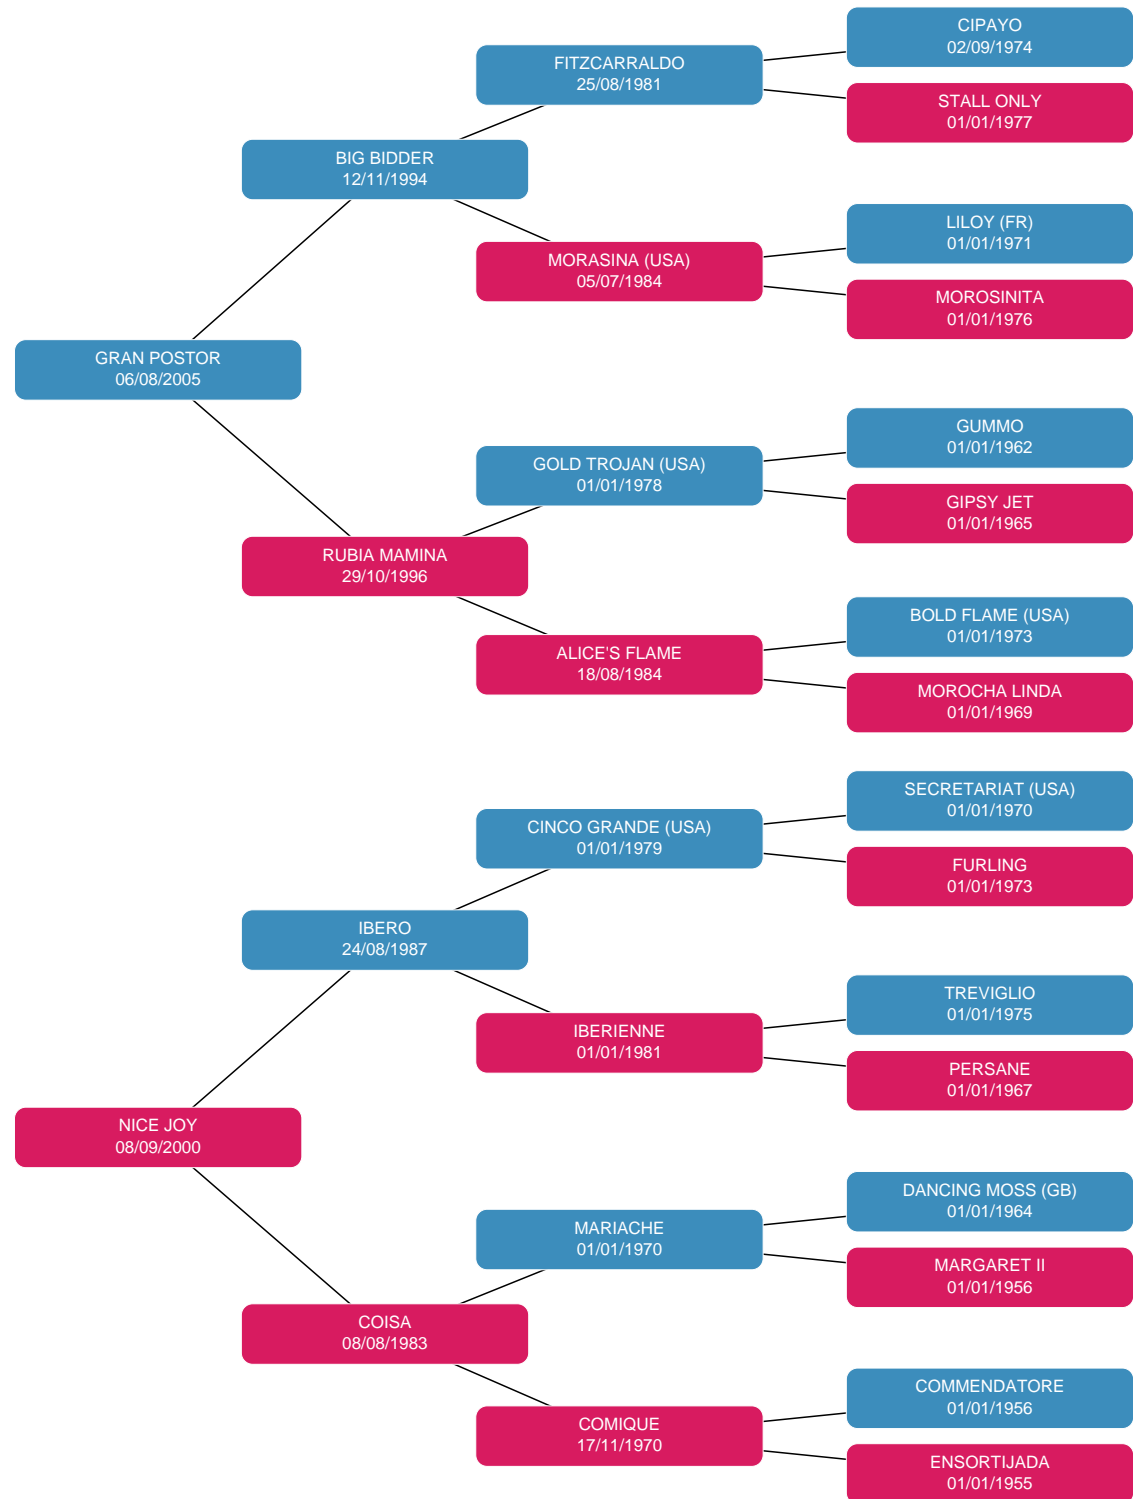 CIPAYO
02/09/1974
FITZCARRALDO
25/08/1981
STALL ONLY
01/01/1977
BIG BIDDER
12/11/1994
LILOY (FR)
01/01/1971
MORASINA (USA)
05/07/1984
MOROSINITA
01/01/1976
GRAN POSTOR
06/08/2005
GUMMO
01/01/1962
GOLD TROJAN (USA)
01/01/1978
GIPSY JET
01/01/1965
RUBIA MAMINA
29/10/1996
BOLD FLAME (USA)
01/01/1973
ALICE'S FLAME
18/08/1984
MOROCHA LINDA
01/01/1969
SECRETARIAT (USA)
01/01/1970
CINCO GRANDE (USA)
01/01/1979
FURLING
01/01/1973
IBERO
24/08/1987
TREVIGLIO
01/01/1975
IBERIENNE
01/01/1981
PERSANE
01/01/1967
NICE JOY
08/09/2000
DANCING MOSS (GB)
01/01/1964
MARIACHE
01/01/1970
MARGARET II
01/01/1956
COISA
08/08/1983
COMMENDATORE
01/01/1956
COMIQUE
17/11/1970
ENSORTIJADA
01/01/1955